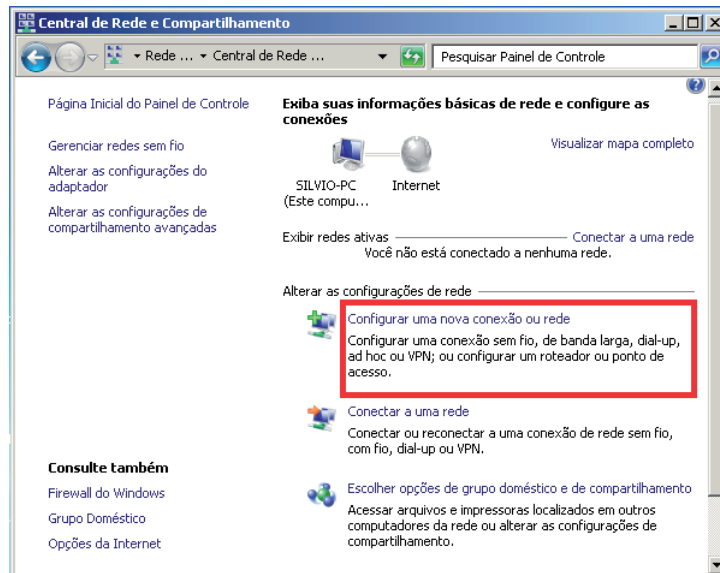 Central de Rede e Compartilhamento
Rede ... Central de Rede ...
Pesquisar Painel de Controle
Página Inicial do Painel de Controle
Gerenciar redes sem fio
Alterar as configurações do
adaptador
Alterar as configurações de
compartilhamento avançadas
Consulte também
Firewall do Windows
Grupo Doméstico
Opções da Internet
Exiba suas informações básicas de rede e configure as
conexões
Visualizar mapa completo
SILVIO-PC
(Este compu...
Internet
Exibir redes ativas
Conectar a uma rede
Você não está conectado a nenhuma rede.
Alterar as configurações de rede
Configurar uma nova conexão ou rede
Configurar uma conexão sem fio, de banda larga, dial-up,
ad hoc ou VPN; ou configurar um roteador ou ponto de
acesso.
Conectar a uma rede
Conectar ou reconectar a uma conexão de rede sem fio,
com fio, dial-up ou VPN.
Escolher opções de grupo doméstico e de compartilhamento
Acessar arquivos e impressoras localizados em outros
computadores da rede ou alterar as configurações de
compartilhamento.